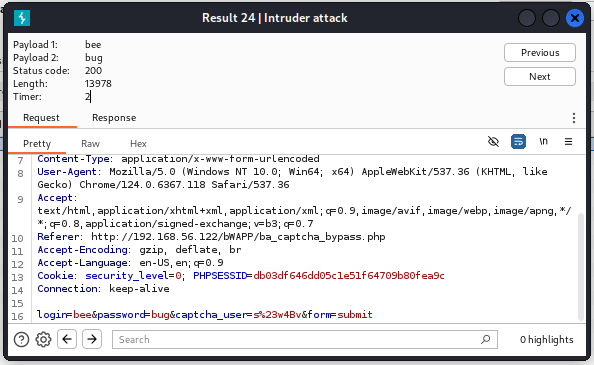 Result 24 | Intruder attack
Payload 1: bee
Payload 2: bug
Status code: 200
Length: 13978
Timer: 2
Previous
Next
Request Response
Pretty Raw Hex
\n
7 Content-Type: application/x-www-form-urlencoded
8 User-Agent: Mozilla/5.0 (Windows NT 10.0; Win64; x64) AppleWebKit/537.36 (KHTML, like
Gecko) Chrome/124.0.6367.118 Safari/537.36
9 Accept:
text/html,application/xhtml+xml,application/xml;q=0.9,image/avif,image/webp,image/apng,*/
*;q=0.8,application/signed-exchange;v=b3;q=0.7
10 Referer: http://192.168.56.122/bWAPP/ba_captcha_bypass.php
11 Accept-Encoding: gzip, deflate, br
12 Accept-Language: en-US,en;q=0.9
13 Cookie: security_level=0; PHPSESSID=db03df646dd05c1e51f64709b80fea9c
14 Connection: keep-alive
15
16 login=bee&password=bug&captcha_user=s%23w4Bv&form=submit
Search
0 highlights